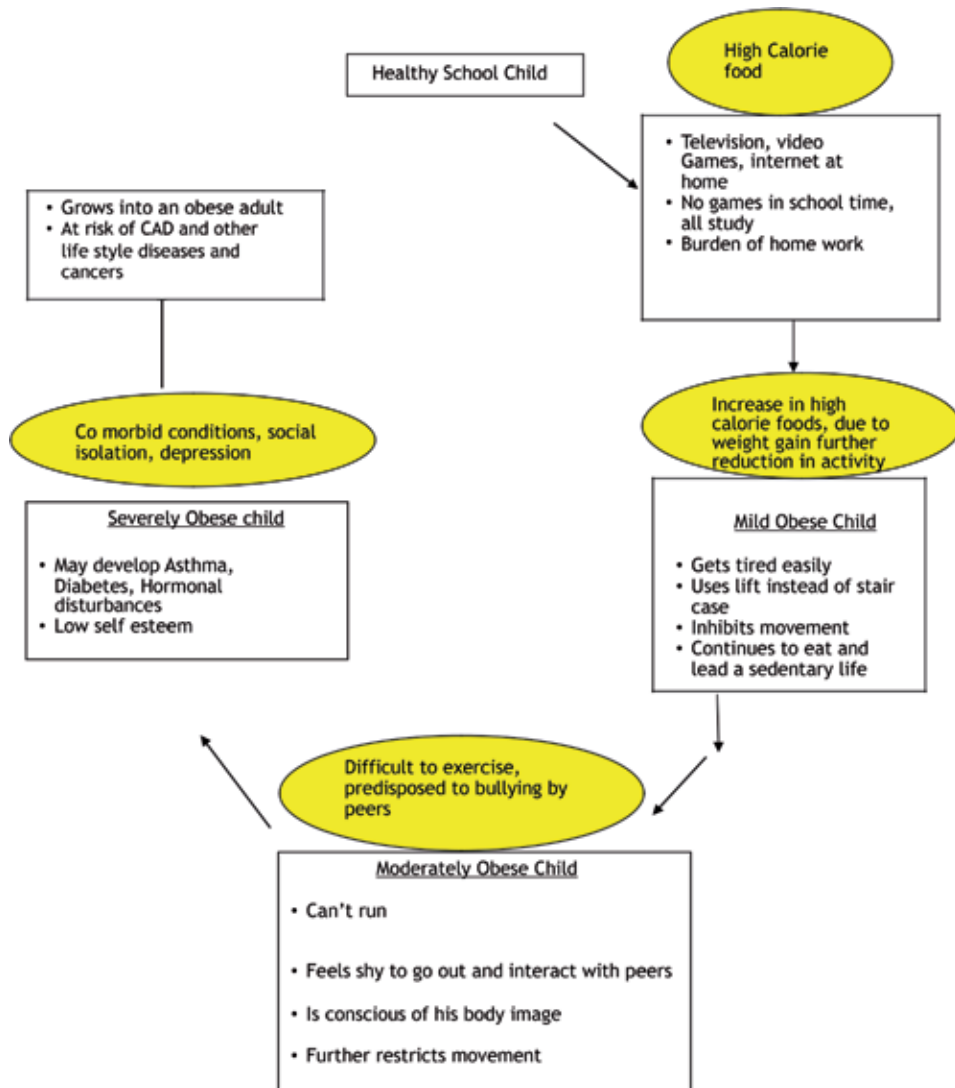 Healthy School Child
High Calorie
food
• Television, video
Games, internet at
home
• No games in school time,
all study
• Burden of home work
Increase in high
calorie foods, due to
weight gain further
reduction in activity
Mild Obese Child
• Gets tired easily
• Uses lift instead of stair
case
• Inhibits movement
• Continues to eat and
lead a sedentary life
Difficult to exercise,
predisposed to bullying by
peers
Moderately Obese Child
• Can’t run
• Feels shy to go out and interact with peers
• Is conscious of his body image
• Further restricts movement
Co morbid conditions, social
isolation, depression
Severely Obese child
• May develop Asthma,
Diabetes, Hormonal
disturbances
• Low self esteem
• Grows into an obese adult
• At risk of CAD and other
life style diseases and
cancers